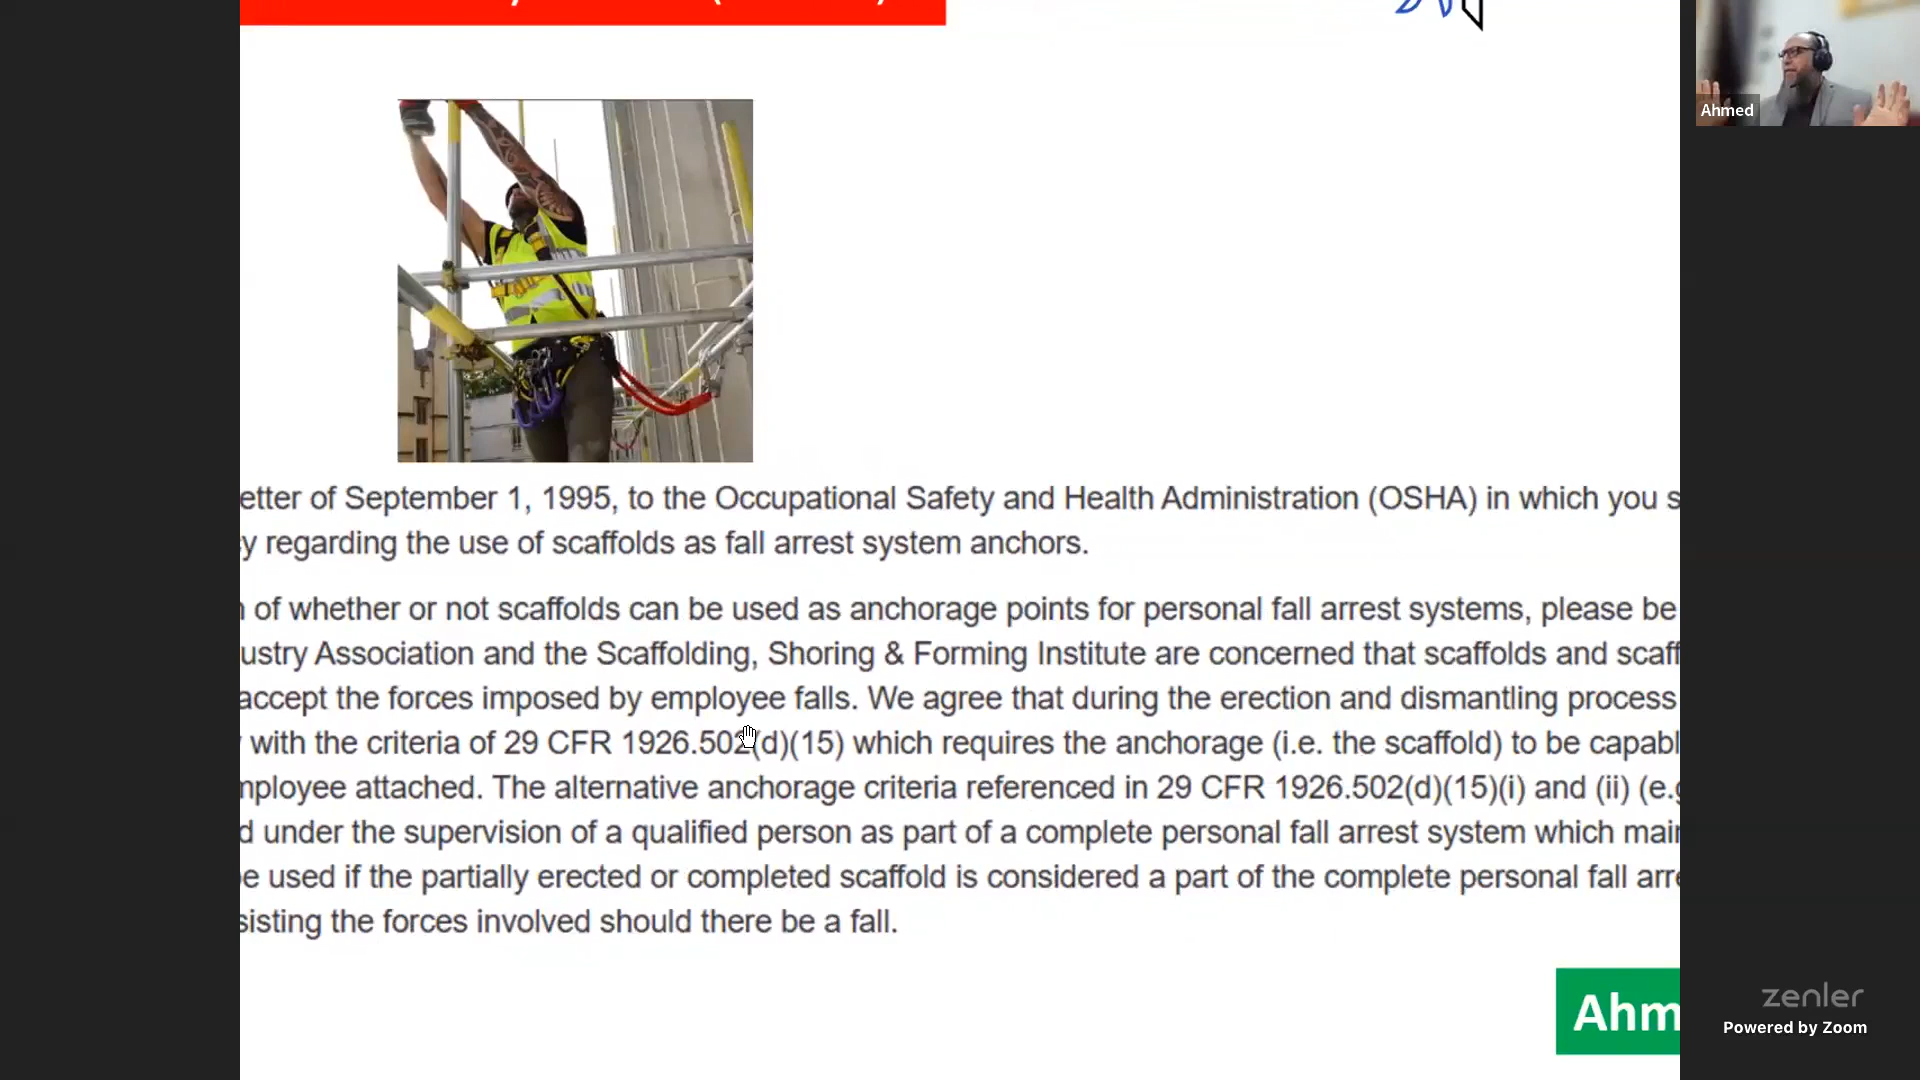 Ahmed
etter of September 1, 1995, to the Occupational Safety and Health Administration (OSHA) in which you s
y regarding the use of scaffolds as fall arrest system anchors.
of whether or not scaffolds can be used as anchorage points for personal fall arrest systems, please be
ustry Association and the Scaffolding, Shoring & Forming Institute are concerned that scaffolds and scaff
accept the forces imposed by employee falls. We agree that during the erection and dismantling process
with the criteria of 29 CFR 1926.502(d)(15) which requires the anchorage (i.e. the scaffold) to be capabl
mployee attached. The alternative anchorage criteria referenced in 29 CFR 1926.502(d)(15)(i) and (ii) (e.g
d under the supervision of a qualified person as part of a complete personal fall arrest system which main
e used if the partially erected or completed scaffold is considered a part of the complete personal fall arre
sisting the forces involved should there be a fall.
Ahm
zenler
Powered by Zoom